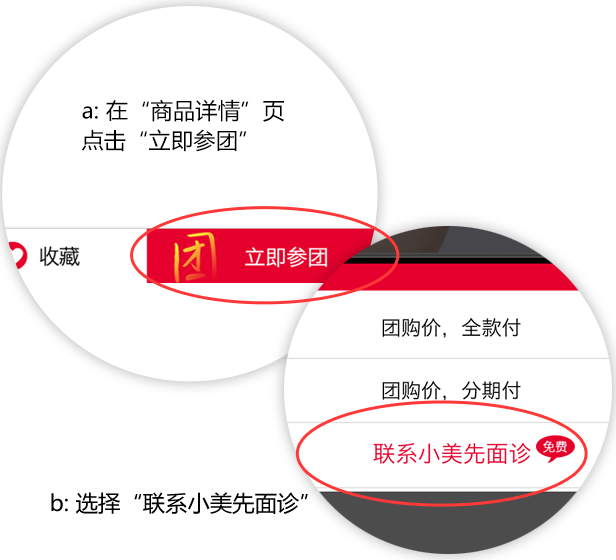 a: 在“商品详情”页
点击“立即参团”
收藏
团
立即参团
团购价，全款付
团购价，分期付
联系小美先面诊
免费
b: 选择“联系小美先面诊”